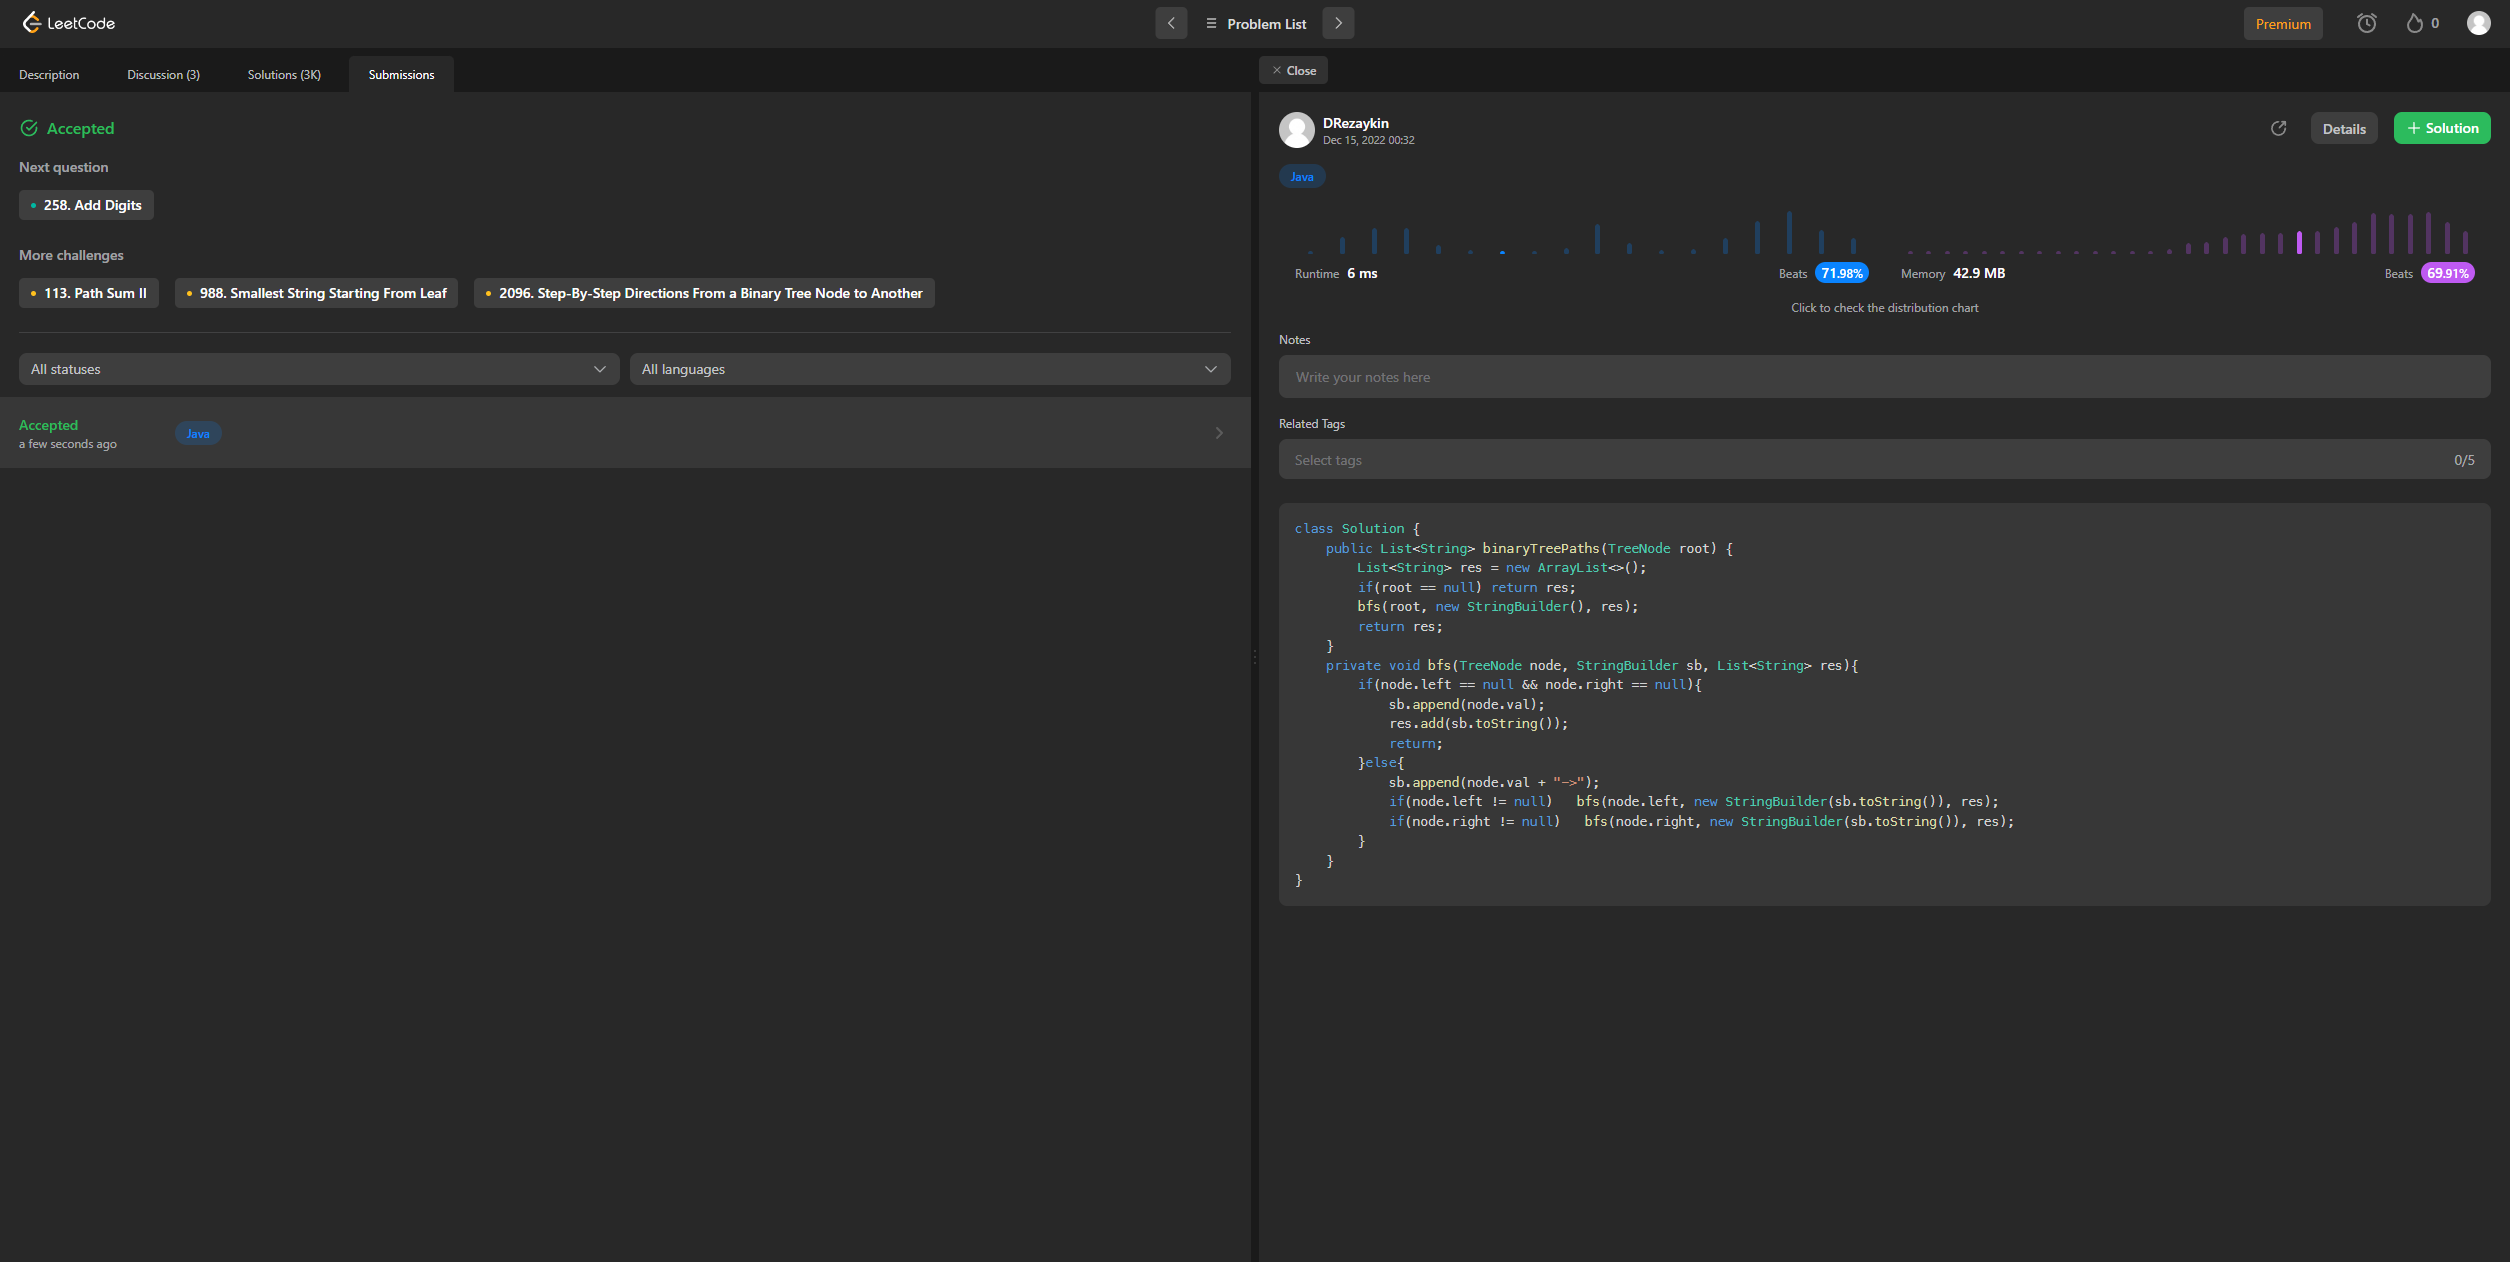 LeetCode
Problem List
Premium
0
Description
Discussion (3)
Solutions (3K)
Submissions
Close
Accepted
Next question
258. Add Digits
More challenges
113. Path Sum II
988. Smallest String Starting From Leaf
2096. Step-By-Step Directions From a Binary Tree Node to Another
All statuses
All languages
Accepted
a few seconds ago
Java
DRezaykin
Dec 15, 2022 00:32
Details
Solution
Java
Runtime 6 ms
Beats 71.98%
Memory 42.9 MB
Beats 69.91%
Click to check the distribution chart
Notes
Write your notes here
Related Tags
Select tags
0/5
class Solution {
    public List<String> binaryTreePaths(TreeNode root) {
        List<String> res = new ArrayList<>();
        if(root == null) return res;
        bfs(root, new StringBuilder(), res);
        return res;
    }
    private void bfs(TreeNode node, StringBuilder sb, List<String> res){
        if(node.left == null && node.right == null){
            sb.append(node.val);
            res.add(sb.toString());
            return;
        }else{
            sb.append(node.val + "->");
            if(node.left != null)   bfs(node.left, new StringBuilder(sb.toString()), res);
            if(node.right != null)   bfs(node.right, new StringBuilder(sb.toString()), res);
        }
    }
}